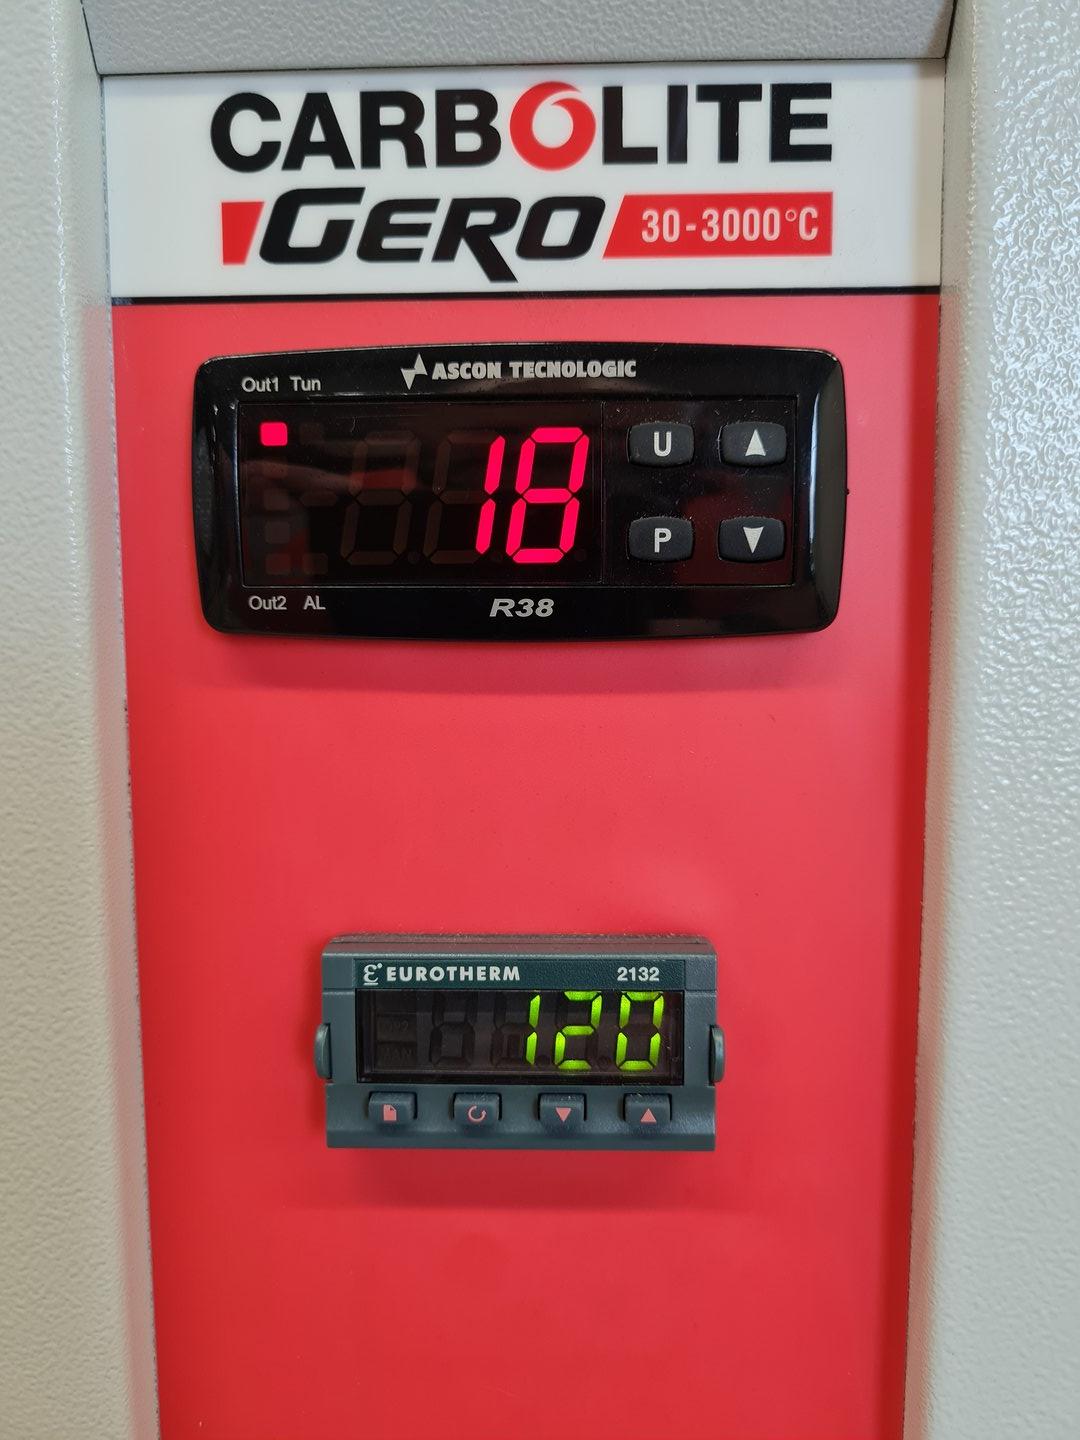 CARBOLITE
GERO 30-3000°C
ASCON TECNOLOGIC
Out1 Tun
18
U
P
Out2 AL
R38
EUROTHERM 2132
120